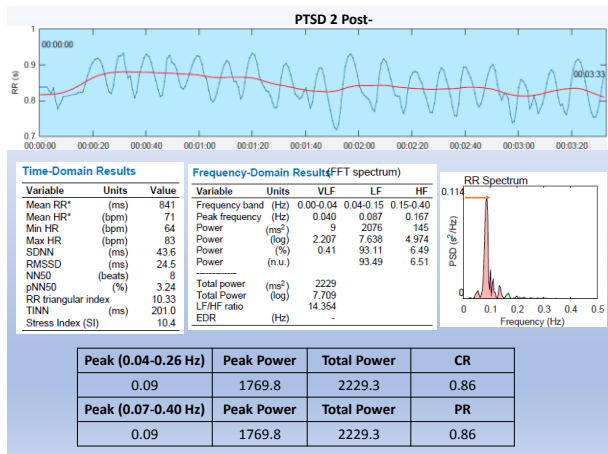 PTSD 2 Post-
1
0.9
0.8
0.7
RR (s)
00:00:00
00:03:33
00:00:00 00:00:20 00:00:40 00:01:00 00:01:20 00:01:40 00:02:00 00:02:20 00:02:40 00:03:00 00:03:20
Time-Domain Results
Variable Units Value
Mean RR* (ms) 841
Mean HR* (bpm) 71
Min HR (bpm) 64
Max HR (bpm) 83
SDNN (ms) 43.6
RMSSD (ms) 24.5
NN50 (beats) 8
pNN50 (%) 3.24
RR triangular index 10.33
TINN (ms) 201.0
Stress Index (SI) 10.4
Frequency-Domain Results (FFT spectrum)
Variable Units VLF LF HF
Frequency band (Hz) 0.00-0.04 0.04-0.15 0.15-0.40
Peak frequency (Hz) 0.040 0.087 0.167
Power (ms²) 9 2076 145
Power (log) 2.207 7.638 4.974
Power (%) 0.41 93.11 6.49
Power (n.u.) 93.49 6.51
-------------
Total power (ms²) 2229
Total Power (log) 7.709
LF/HF ratio 14.354
EDR (Hz) -
RR Spectrum
0.114
0
PSD (s²/Hz)
0 0.1 0.2 0.3 0.4 0.5
Frequency (Hz)
Peak (0.04-0.26 Hz) Peak Power Total Power CR
0.09 1769.8 2229.3 0.86
Peak (0.07-0.40 Hz) Peak Power Total Power PR
0.09 1769.8 2229.3 0.86